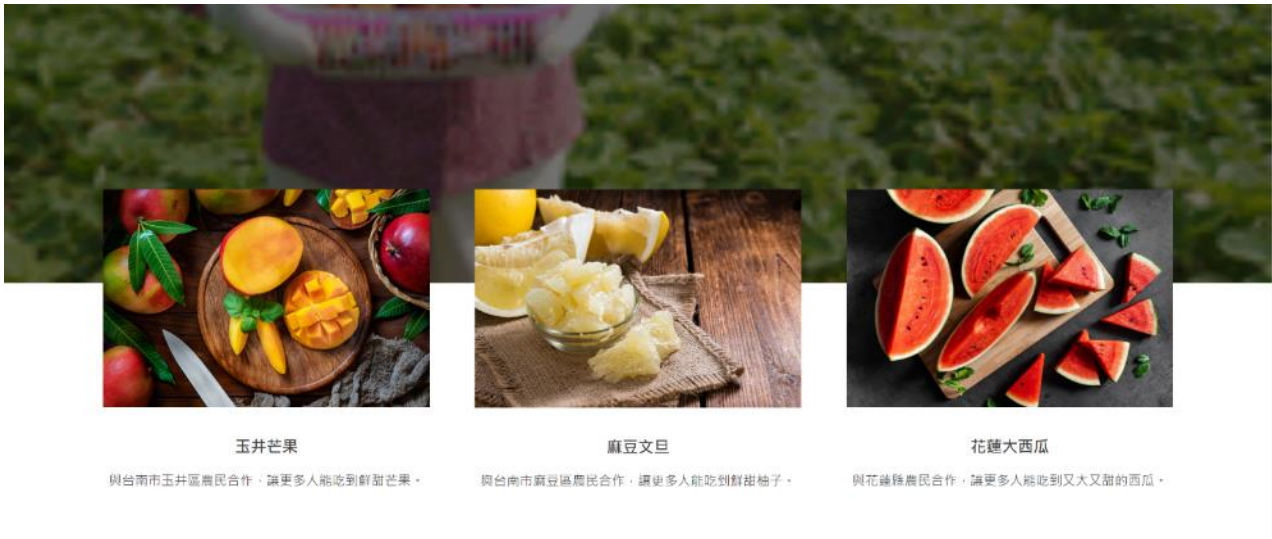 玉井芒果
與台南市玉井區農民合作，讓更多人能吃到鮮甜芒果。
麻豆文旦
與台南市麻豆區農民合作，讓更多人能吃到鮮甜柚子。
花蓮大西瓜
與花蓮縣農民合作，讓更多人能吃到又大又甜的西瓜。